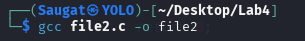 ┌──(Saugat㉿YOLO)-[~/Desktop/Lab4]
└─$ gcc file2.c -o file2